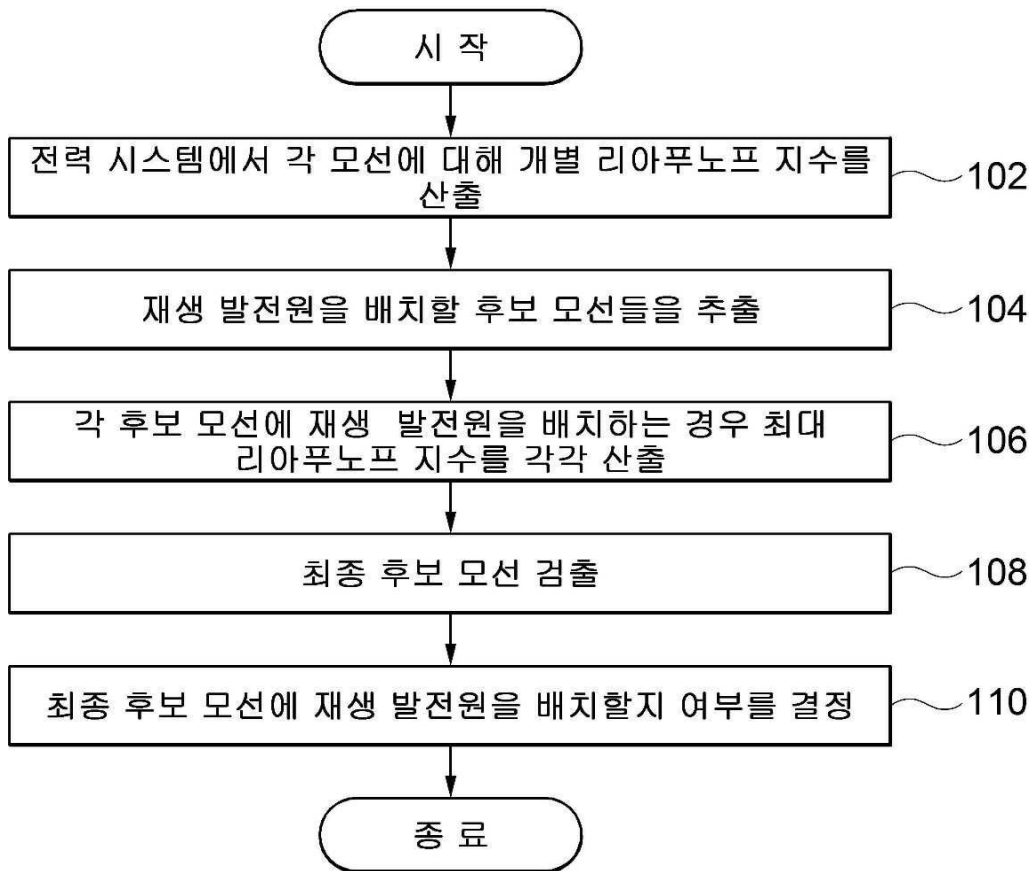 시 작
전력 시스템에서 각 모선에 대해 개별 리아푸노프 지수를
산출
102
재생 발전원을 배치할 후보 모선들을 추출
104
각 후보 모선에 재생 발전원을 배치하는 경우 최대
리아푸노프 지수를 각각 산출
106
최종 후보 모선 검출
108
최종 후보 모선에 재생 발전원을 배치할지 여부를 결정
110
종 료